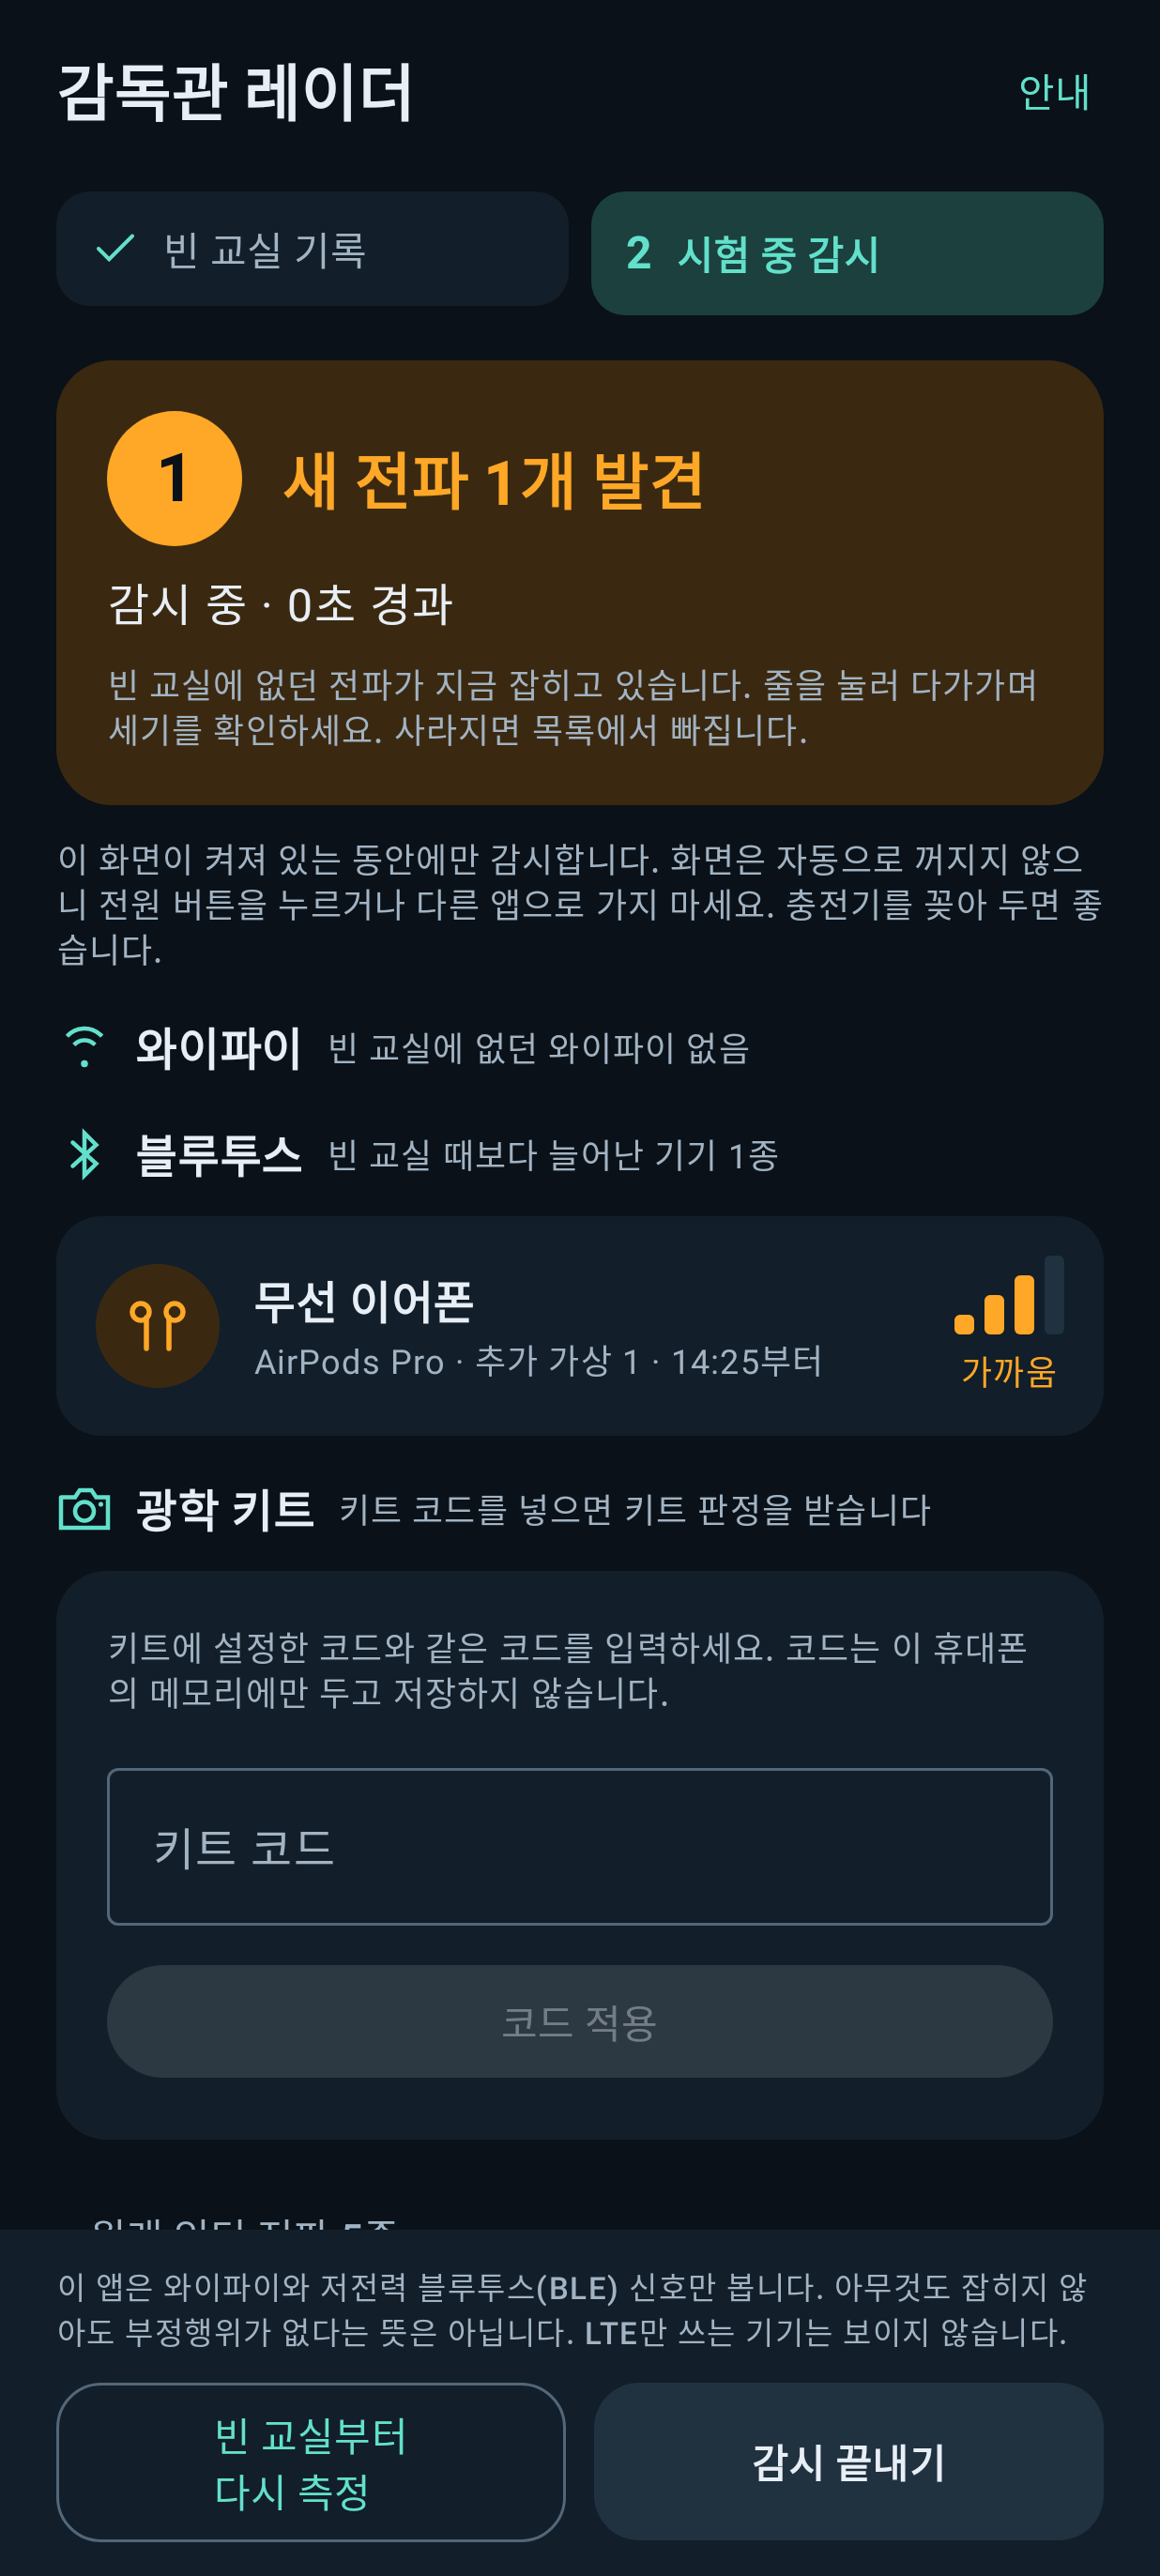 감독관 레이더
안내
빈 교실 기록
2 시험 중 감시
1
새 전파 1개 발견
감시 중 · 0초 경과
빈 교실에 없던 전파가 지금 잡히고 있습니다. 줄을 눌러 다가가며
세기를 확인하세요. 사라지면 목록에서 빠집니다.
이 화면이 켜져 있는 동안에만 감시합니다. 화면은 자동으로 꺼지지 않으
니 전원 버튼을 누르거나 다른 앱으로 가지 마세요. 충전기를 꽂아 두면 좋
습니다.
와이파이 빈 교실에 없던 와이파이 없음
블루투스 빈 교실 때보다 늘어난 기기 1종
무선 이어폰
AirPods Pro · 추가 가상 1 · 14:25부터
가까움
광학 키트 키트 코드를 넣으면 키트 판정을 받습니다
키트에 설정한 코드와 같은 코드를 입력하세요. 코드는 이 휴대폰
의 메모리에만 두고 저장하지 않습니다.
키트 코드
코드 적용
이 앱은 와이파이와 저전력 블루투스(BLE) 신호만 봅니다. 아무것도 잡히지 않
아도 부정행위가 없다는 뜻은 아닙니다. LTE만 쓰는 기기는 보이지 않습니다.
빈 교실부터
다시 측정
감시 끝내기